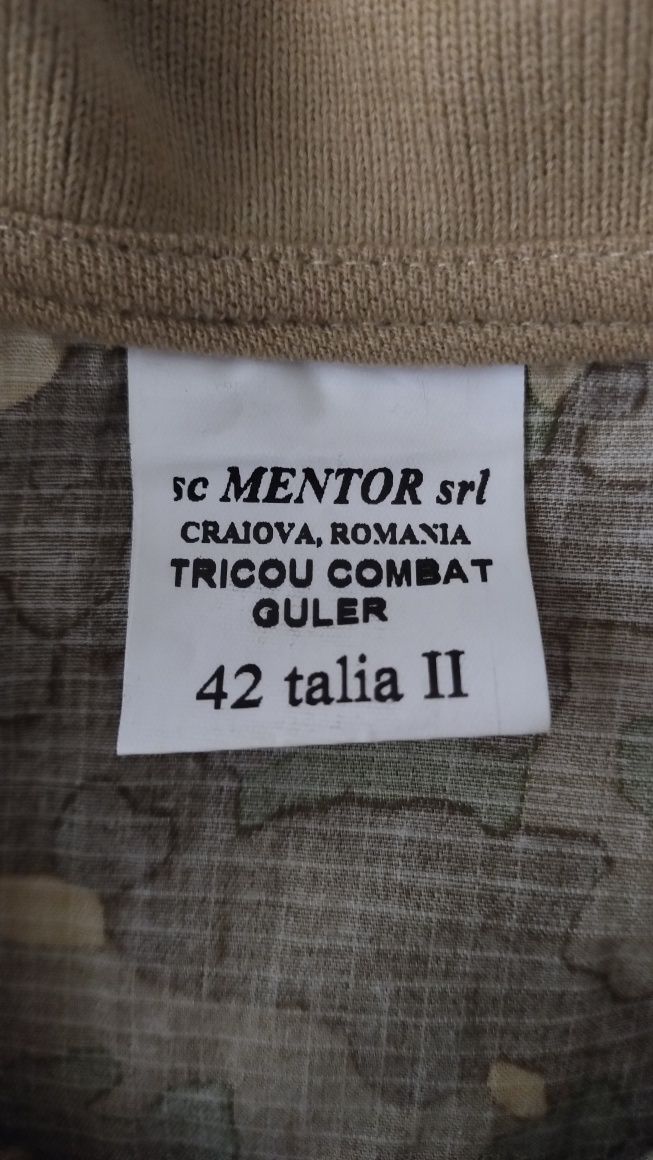 sc MENTOR srl
CRAIOVA, ROMANIA
TRICOU COMBAT
GULER
42 talia II